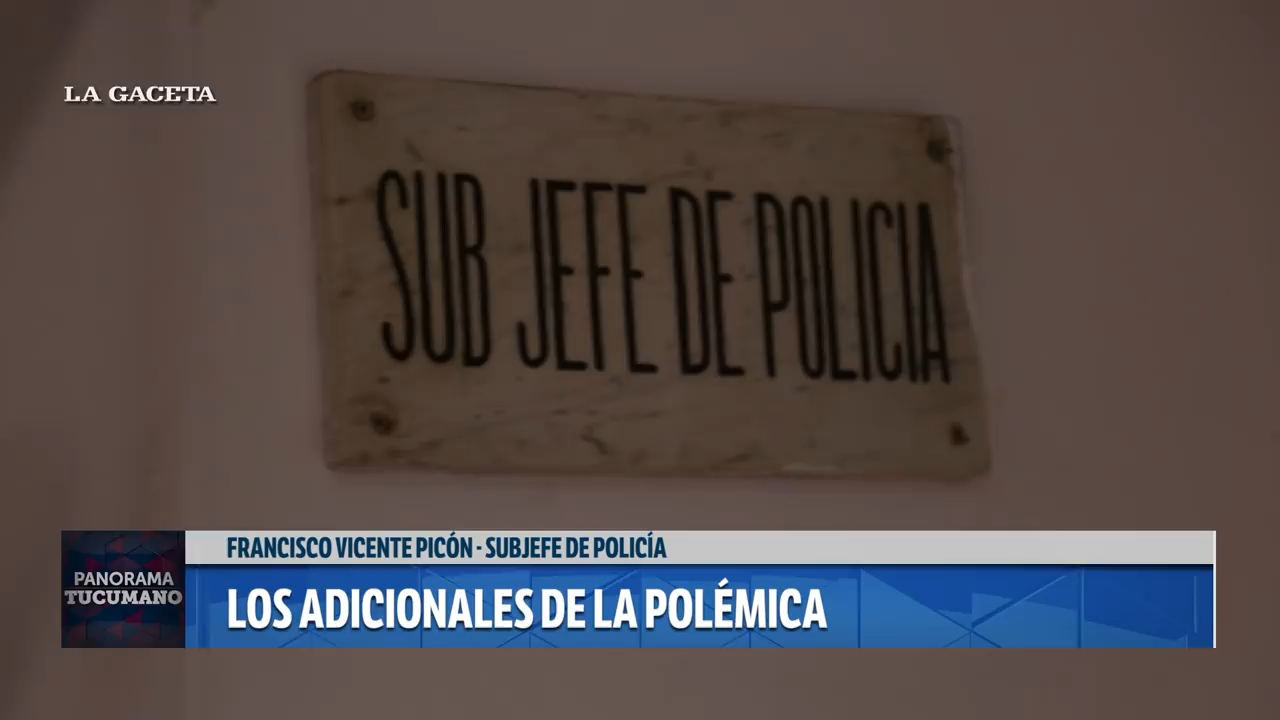 LA GACETA
SUB JEFE DE POLICIA
FRANCISCO VICENTE PICÓN - SUBJEFE DE POLICÍA
PANORAMA
TUCUMANO
LOS ADICIONALES DE LA POLÉMICA